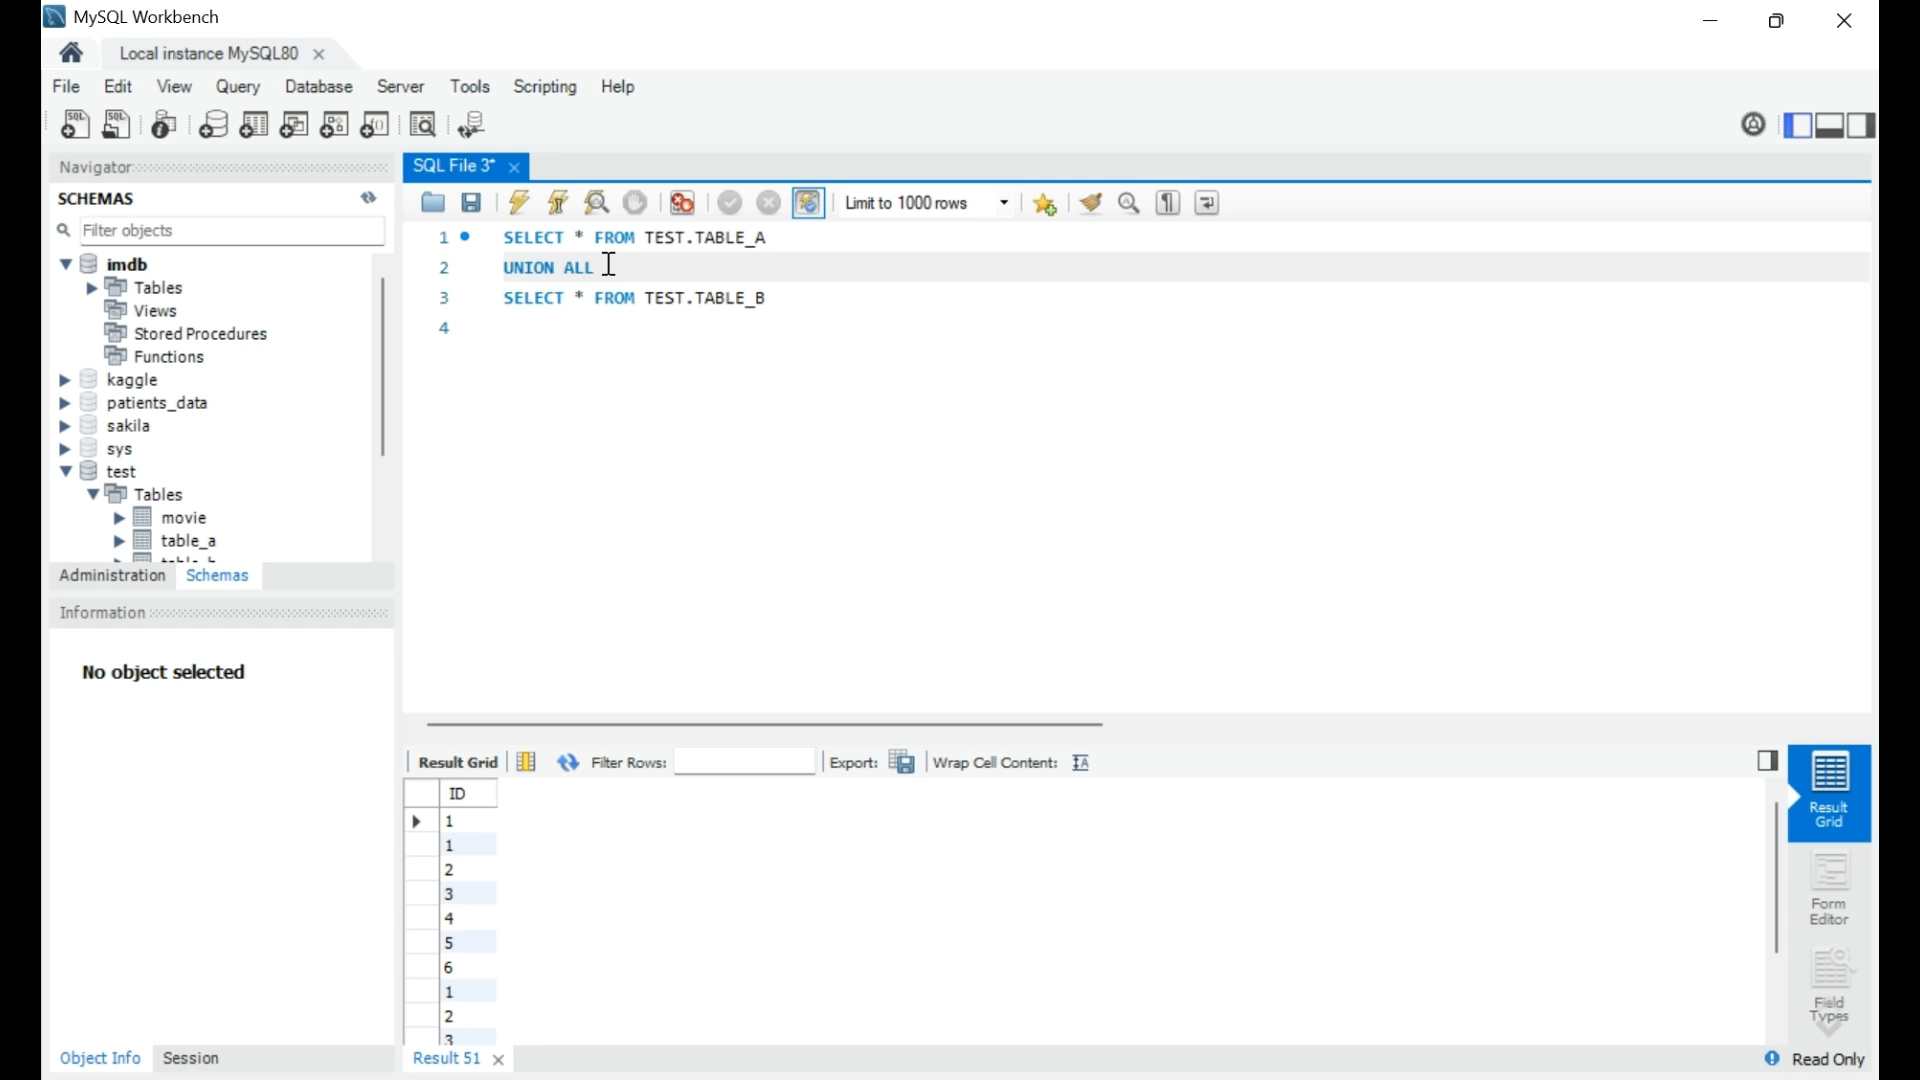 MySQL Workbench
Local instance MySQL80
File Edit View Query Database Server Tools Scripting Help
Navigator
SCHEMAS
Filter objects
imdb
Tables
Views
Stored Procedures
Functions
kaggle
patients_data
sakila
sys
test
Tables
movie
table_a
Administration Schemas
Information
No object selected
Object Info Session
SQL File 3*
Limit to 1000 rows
1 SELECT * FROM TEST.TABLE_A
2 UNION ALL
3 SELECT * FROM TEST.TABLE_B
4
Result Grid Filter Rows: Export: Wrap Cell Content:
ID
1
1
2
3
4
5
6
1
2
3
Result Grid
Form Editor
Field Types
Result 51
Read Only